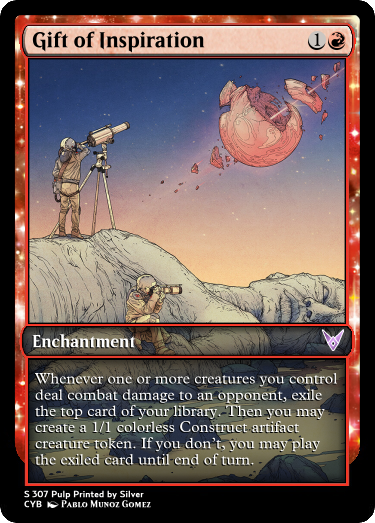 Gift of Inspiration 1
Enchantment
Whenever one or more creatures you control
deal combat damage to an opponent, exile
the top card of your library. Then you may
create a 1/1 colorless Construct artifact
creature token. If you don't, you may play
the exiled card until end of turn.
S 307 Pulp Printed by Silver
CYB Pablo Munoz Gomez